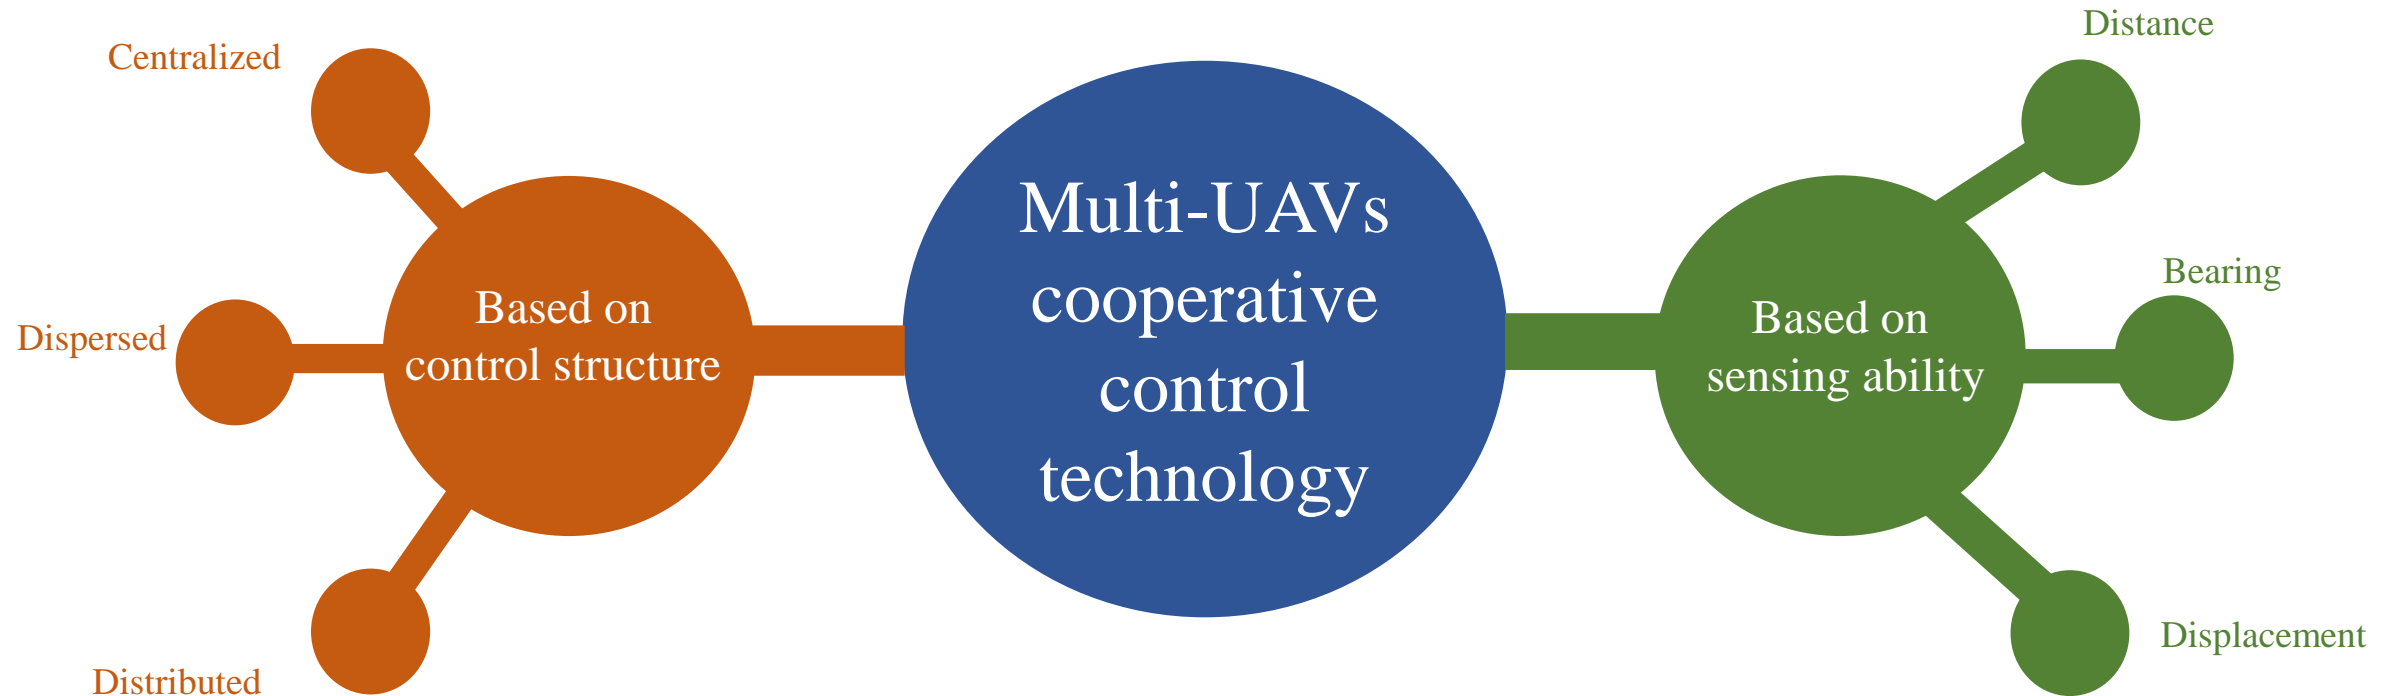 Centralized
Dispersed
Distributed
Based on
control structure
Multi-UAVs
cooperative
control
technology
Based on
sensing ability
Distance
Bearing
Displacement